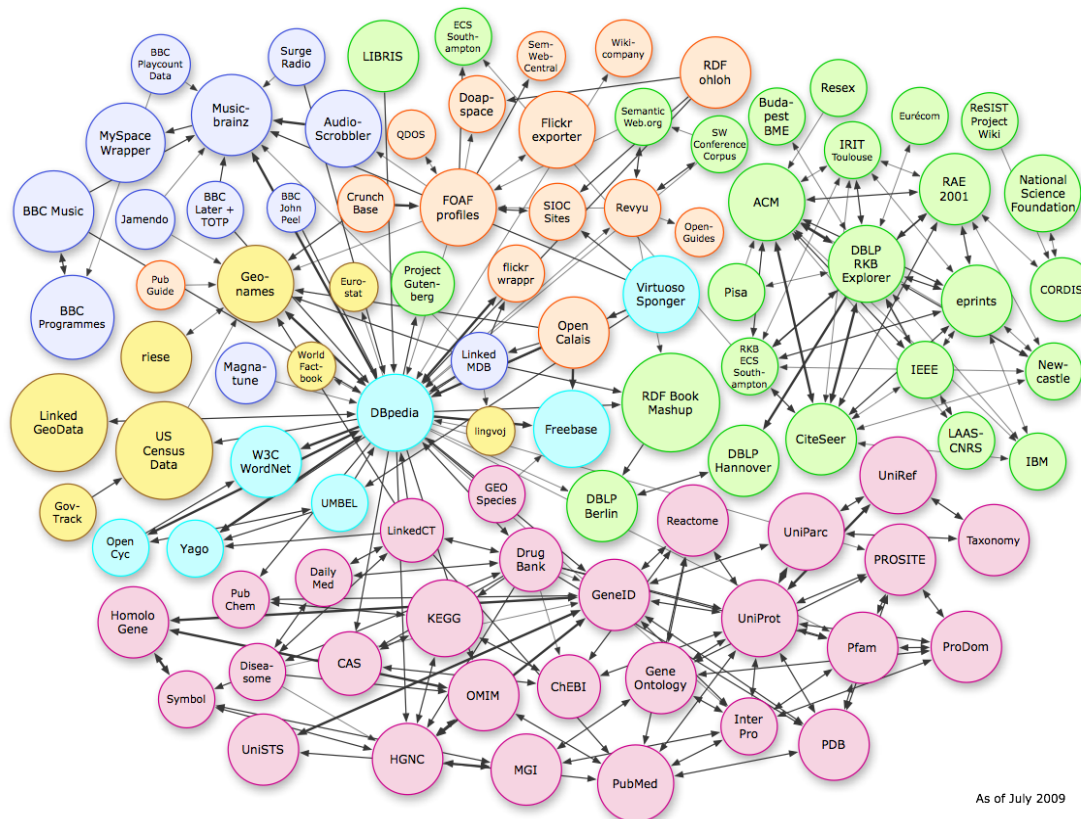 BBC
Playcount
Data
Surge
Radio
LIBRIS
ECS
South-
ampton
Sem-
Web-
Central
Wiki-
company
RDF
ohloh
Music-
brainz
Audio-
Scrobbler
MySpace
Wrapper
QDOS
Doap-
space
Flickr
exporter
Semantic
Web.org
SW
Conference
Corpus
Buda-
pest
BME
Resex
Eurécom
ReSIST
Project
Wiki
IRIT
Toulouse
BBC Music
Jamendo
BBC
Later +
TOTP
BBC
John
Peel
Crunch
Base
FOAF
profiles
SIOC
Sites
Revyu
Open-
Guides
ACM
RAE
2001
National
Science
Foundation
DBLP
RKB
Explorer
Pub
Guide
Geo-
names
Euro-
stat
Project
Guten-
berg
flickr
wrappr
Virtuoso
Sponger
Pisa
eprints
CORDIS
BBC
Programmes
riese
Magna-
tune
World
Fact-
book
Linked
MDB
Open
Calais
RKB
ECS
South-
ampton
IEEE
New-
castle
Linked
GeoData
US
Census
Data
DBpedia
lingvoj
Freebase
RDF Book
Mashup
CiteSeer
LAAS-
CNRS
IBM
W3C
WordNet
Gov-
Track
UMBEL
GEO
Species
DBLP
Berlin
DBLP
Hannover
UniRef
Open
Cyc
Yago
LinkedCT
Reactome
UniParc
Taxonomy
Drug
Bank
PROSITE
Daily
Med
Pub
Chem
GeneID
Homolo
Gene
KEGG
UniProt
Pfam
ProDom
Disea-
some
CAS
Gene
Ontology
Symbol
OMIM
ChEBI
Inter
Pro
PDB
UniSTS
HGNC
MGI
PubMed
As of July 2009